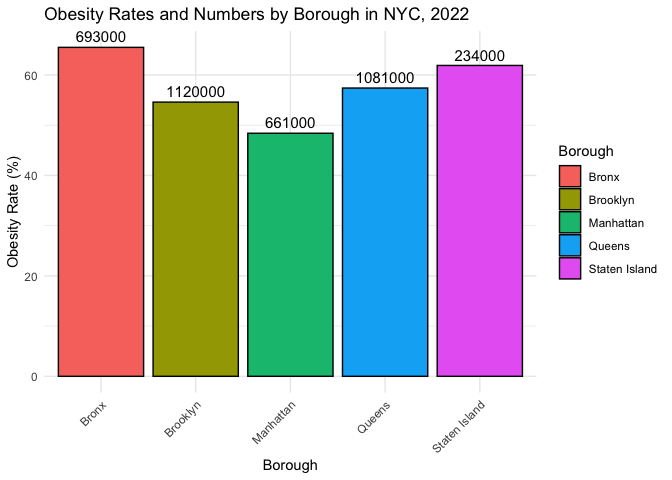 Obesity Rates and Numbers by Borough in NYC, 2022
693000
1120000
661000
1081000
234000
Obesity Rate (%)
60
40
20
0
Bronx
Brooklyn
Manhattan
Queens
Staten Island
Borough
Borough
Bronx
Brooklyn
Manhattan
Queens
Staten Island